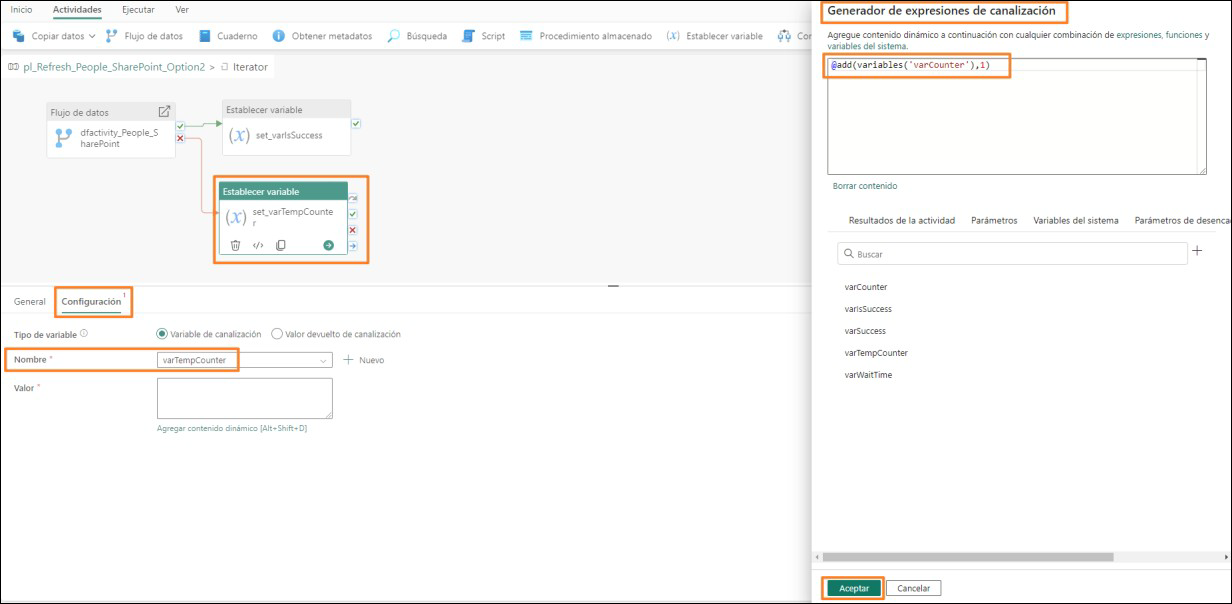 Inicio Actividades Ejecutar Ver
Copiar datos Flujo de datos Cuaderno Obtener metadatos Búsqueda Script Procedimiento almacenado (x) Establecer variable Cor
pl_Refresh_People_SharePoint_Option2 > Iterator
Flujo de datos
dfactivity_People_S
harePoint
Establecer variable
(x) set_varIsSuccess
Establecer variable
(x) set_varTempCounte
r
General Configuración 1
Tipo de variable Variable de canalización Valor devuelto de canalización
Nombre * varTempCounter + Nuevo
Valor *
Agregar contenido dinámico [Alt+Shift+D]
Generador de expresiones de canalización
Agregue contenido dinámico a continuación con cualquier combinación de expresiones, funciones y
variables del sistema.
@add(variables('varCounter'),1)
Borrar contenido
Resultados de la actividad Parámetros Variables del sistema Parámetros de desenca
Buscar
varCounter
varIsSuccess
varSuccess
varTempCounter
varWaitTime
Aceptar Cancelar